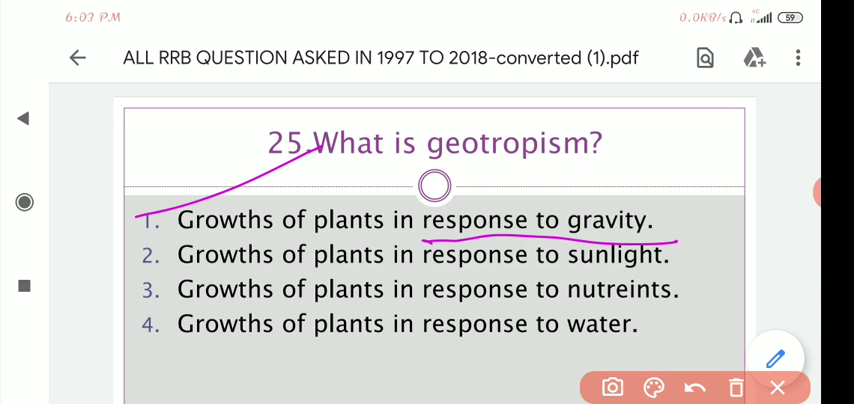 6:03 PM
0.0KB/s 4G 59
ALL RRB QUESTION ASKED IN 1997 TO 2018-converted (1).pdf
25.What is geotropism?
1. Growths of plants in response to gravity.
2. Growths of plants in response to sunlight.
3. Growths of plants in response to nutreints.
4. Growths of plants in response to water.